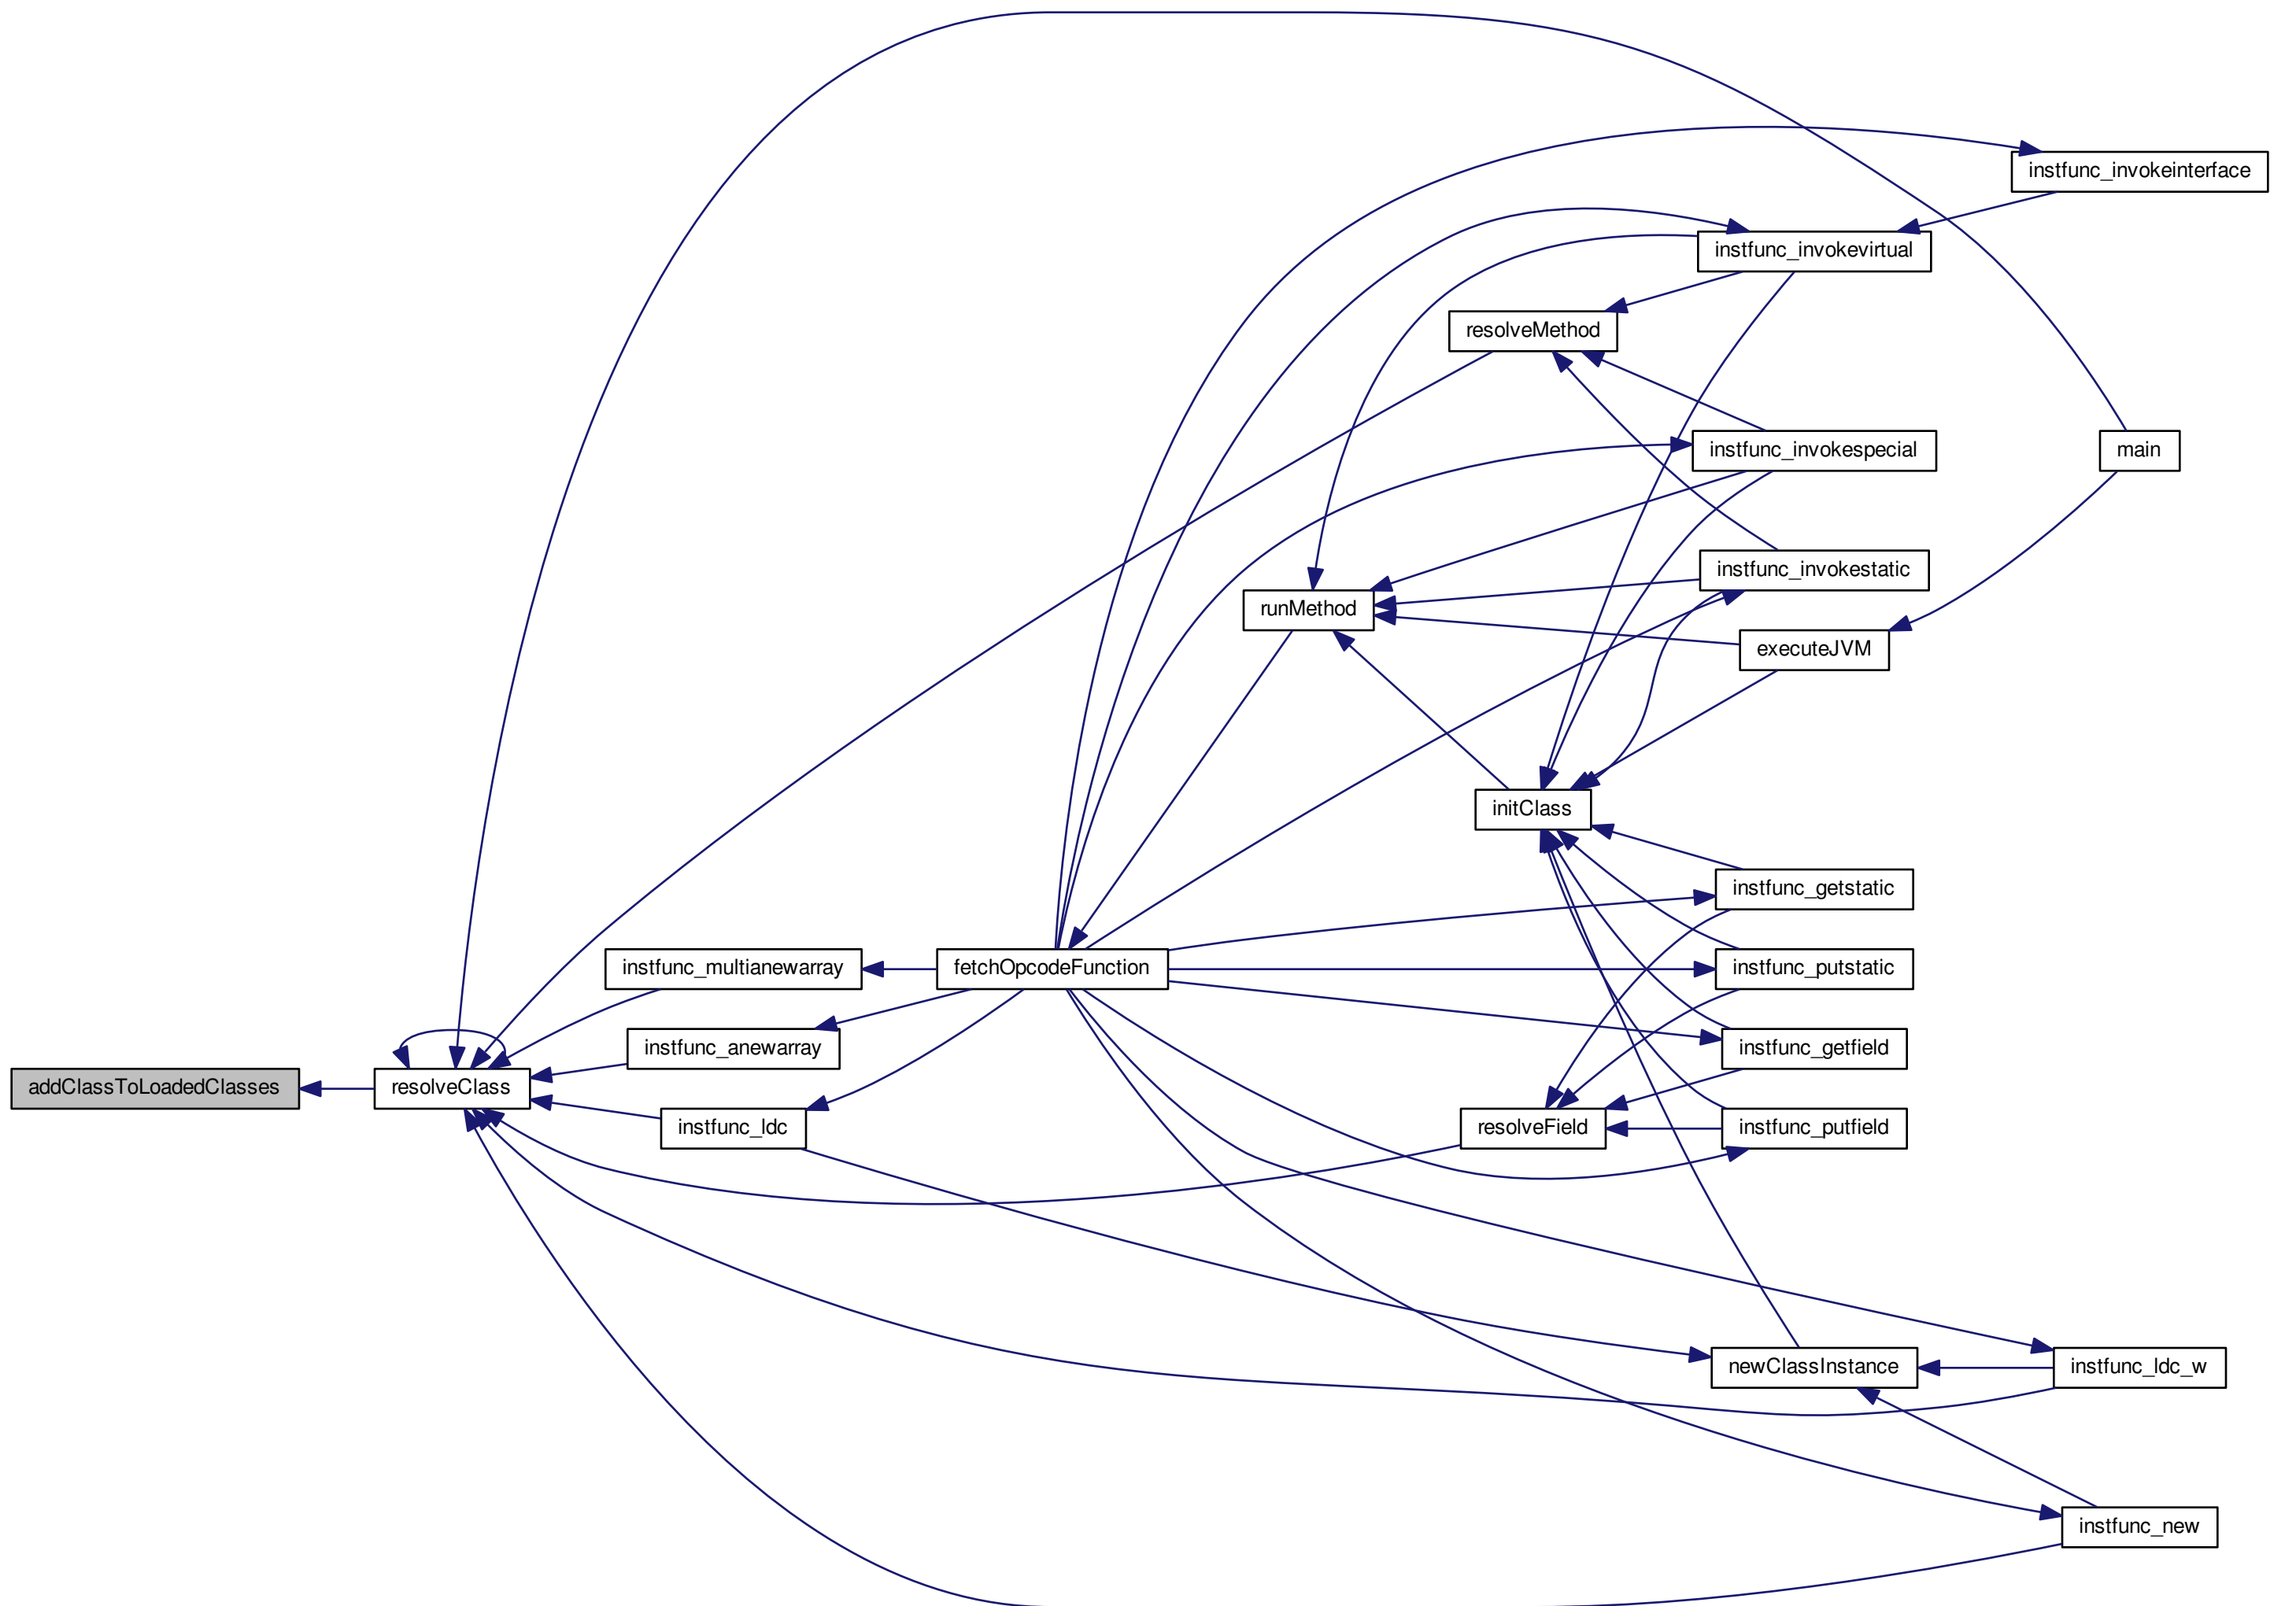 instfunc_invokeinterface
instfunc_invokevirtual
resolveMethod
instfunc_invokespecial
main
instfunc_invokestatic
runMethod
executeJVM
initClass
instfunc_getstatic
instfunc_multianewarray
fetchOpcodeFunction
instfunc_putstatic
instfunc_anewarray
instfunc_getfield
addClassToLoadedClasses
resolveClass
instfunc_ldc
resolveField
instfunc_putfield
newClassInstance
instfunc_ldc_w
instfunc_new